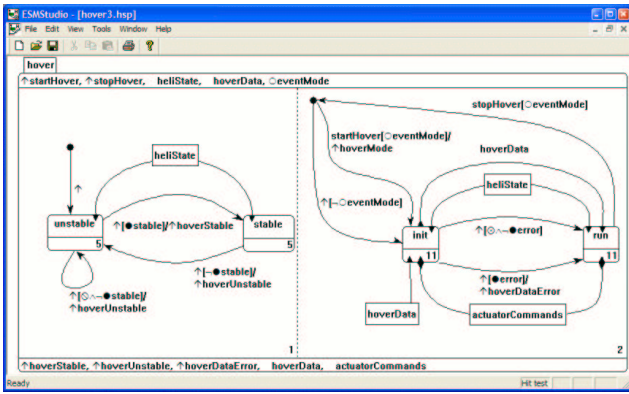 ESMStudio - [hover3.hsp]
File Edit View Tools Window Help
hover
↑startHover, ↑stopHover, heliState, hoverData, ○eventMode
stopHover[○eventMode]
startHover[○eventMode]/
↑hoverMode
hoverData
heliState
heliState
↑
↑[¬○eventMode]
unstable
5
↑[●stable]/↑hoverStable
stable
5
init
11
↑[⊙∧¬●error]
run
11
↑[¬●stable]/
↑hoverUnstable
↑[●error]/
↑hoverDataError
↑[⊙∧¬●stable]/
↑hoverUnstable
hoverData
actuatorCommands
1
2
↑hoverStable, ↑hoverUnstable, ↑hoverDataError, hoverData, actuatorCommands
Ready
Hit test